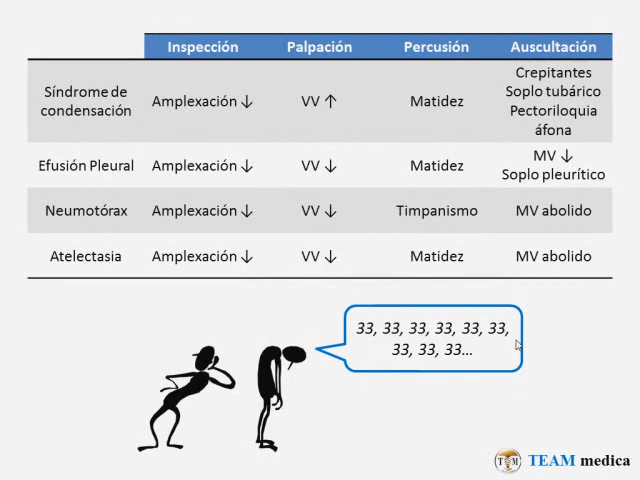 Inspección Palpación Percusión Auscultación
Síndrome de condensación Amplexación ↓ VV ↑ Matidez Crepitantes
Soplo tubárico
Pectoriloquia
áfona
Efusión Pleural Amplexación ↓ VV ↓ Matidez MV ↓
Soplo pleurítico
Neumotórax Amplexación ↓ VV ↓ Timpanismo MV abolido
Atelectasia Amplexación ↓ VV ↓ Matidez MV abolido
33, 33, 33, 33, 33, 33,
33, 33, 33...
TM TEAM medica